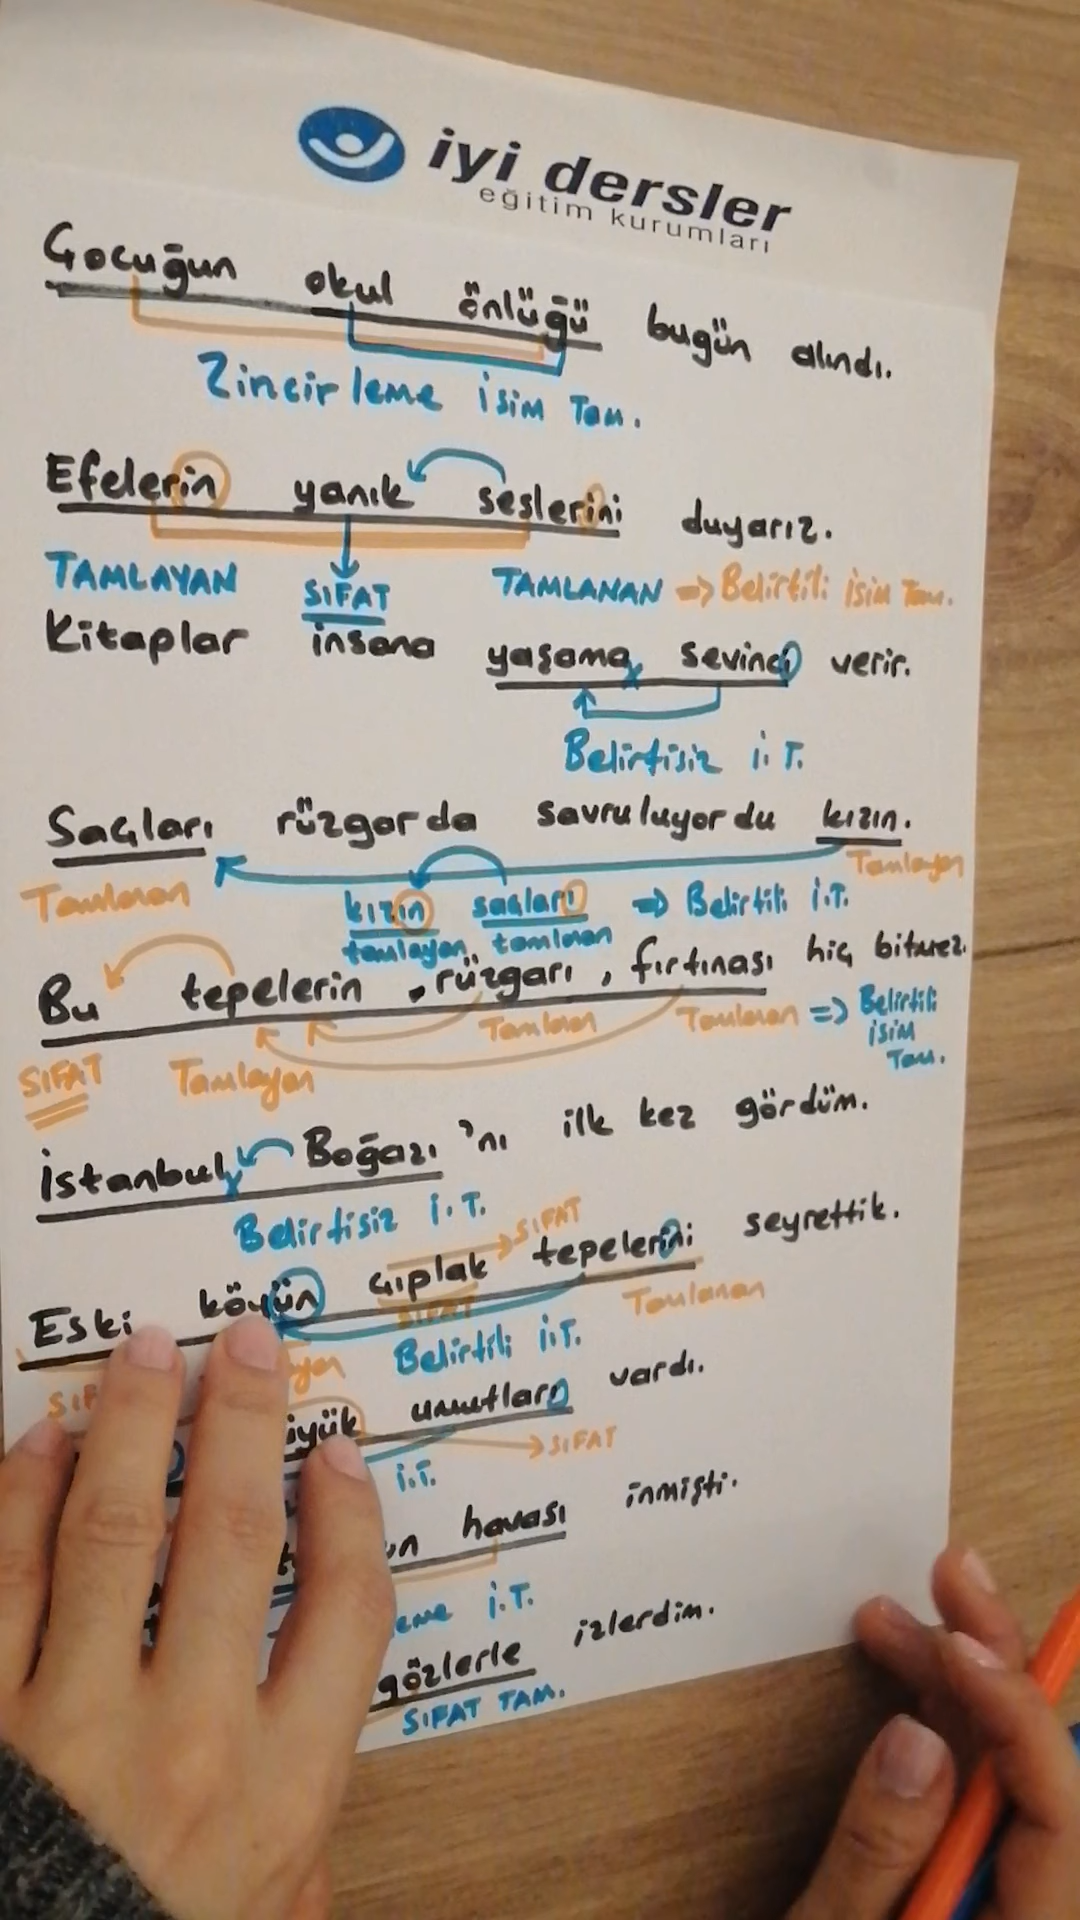 iyi dersler
eğitim kurumları
Çocuğun okul önlüğü bugün alındı.
Zincirleme İsim Tam.
Efelerin yanık seslerini duyarız.
TAMLAYAN SIFAT TAMLANAN => Belirtili İsim Tam.
Kitaplar insana yaşama sevinci verir.
Belirtisiz İ.T.
Saçları rüzgarda savruluyordu kızın.
Tamlanan Tamlayan
kızın saçları => Belirtili İ.T.
tamlayan tamlanan
Bu tepelerin, rüzgarı, fırtınası hiç bitmez.
SIFAT Tamlayan Tamlanan Tamlanan => Belirtili
İsim
Tam.
İstanbul Boğazı'nı ilk kez gördüm.
Belirtisiz İ.T.
SIFAT
Eski köyün çıplak tepelerini seyrettik.
SIFAT Tamlanan
Belirtili İ.T.
umutları vardı.
SIFAT
İ.T.
havası inmişti.
İ.T.
gözlerle izlerdim.
SIFAT TAM.